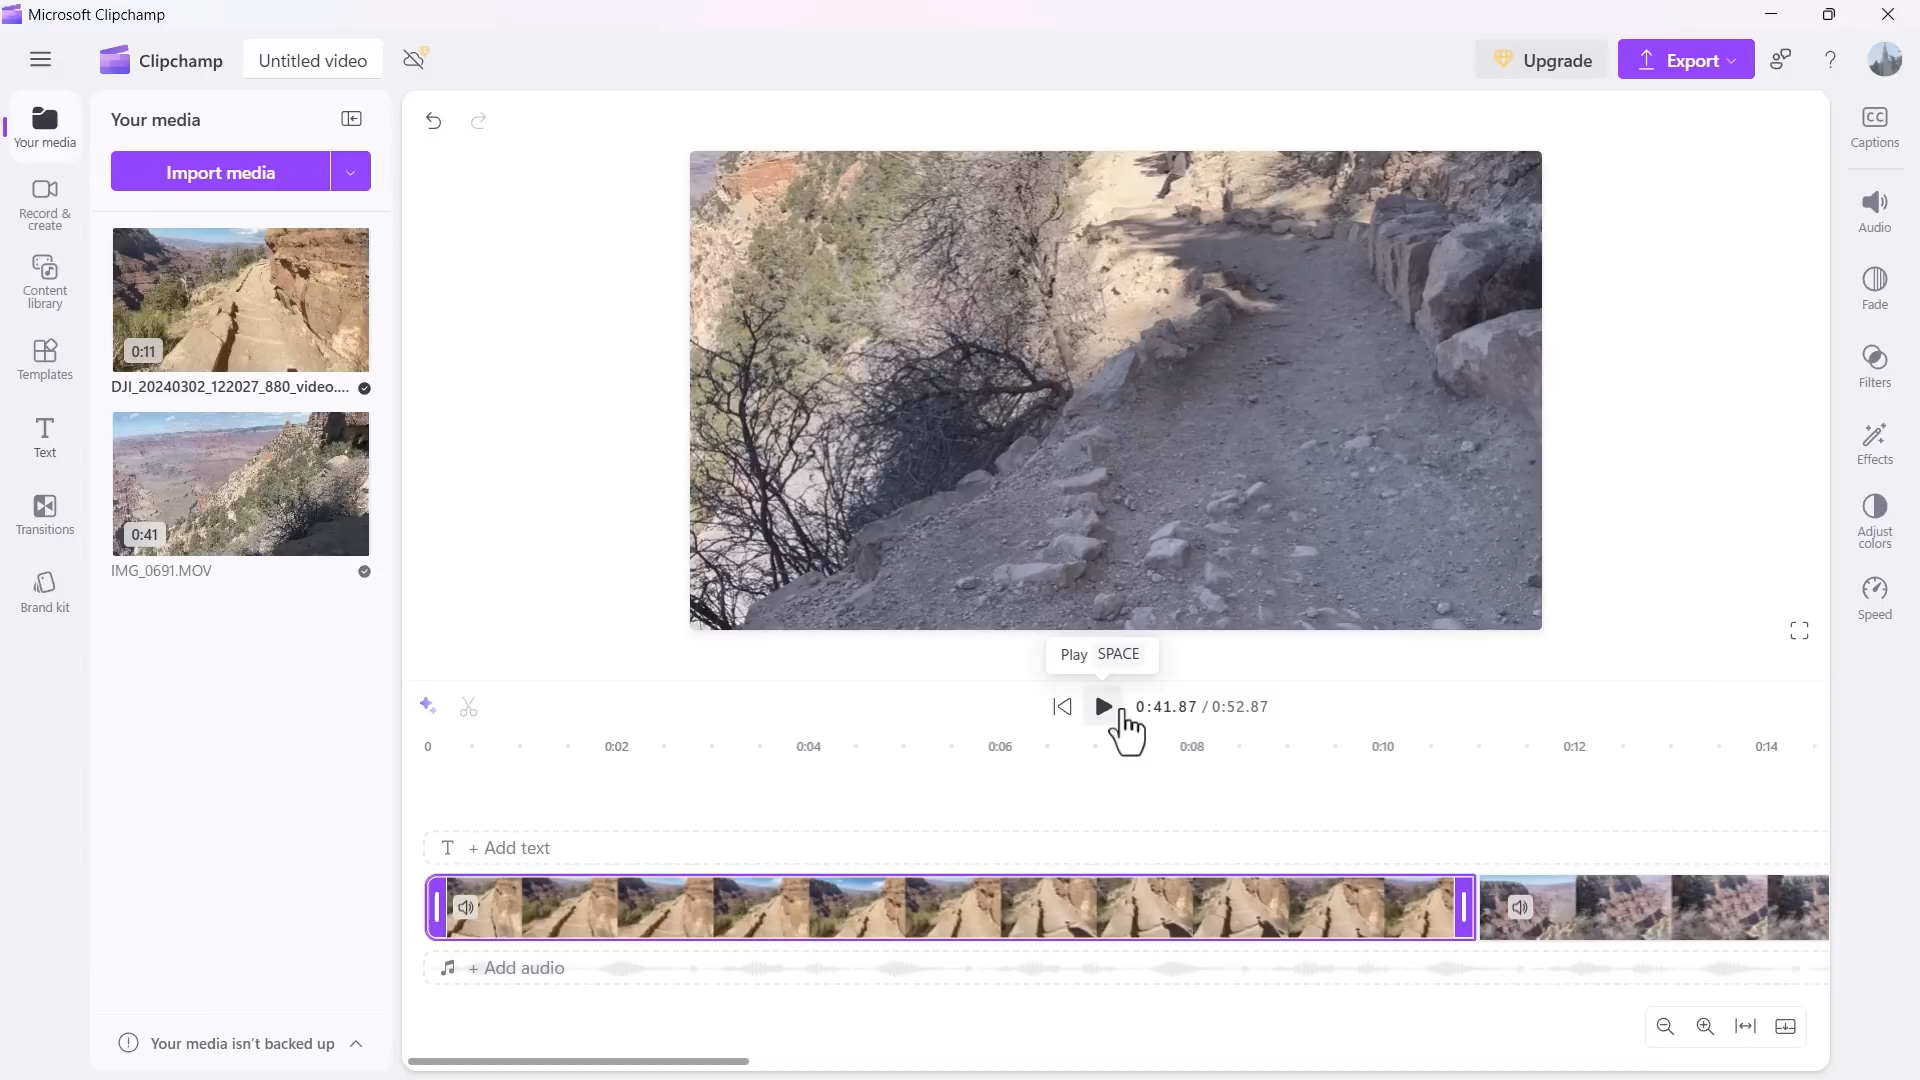 Microsoft Clipchamp
Clipchamp
Untitled video
Upgrade
Export
?
Your media
Record &
create
Content
library
Templates
Text
Transitions
Brand kit
Your media
Import media
0:11
DJI_20240302_122027_880_video....
0:41
IMG_0691.MOV
Your media isn't backed up
Play SPACE
0:41.87 / 0:52.87
0 0:02 0:04 0:06 0:08 0:10 0:12 0:14
T + Add text
+ Add audio
CC
Captions
Audio
Fade
Filters
Effects
Adjust
colors
Speed